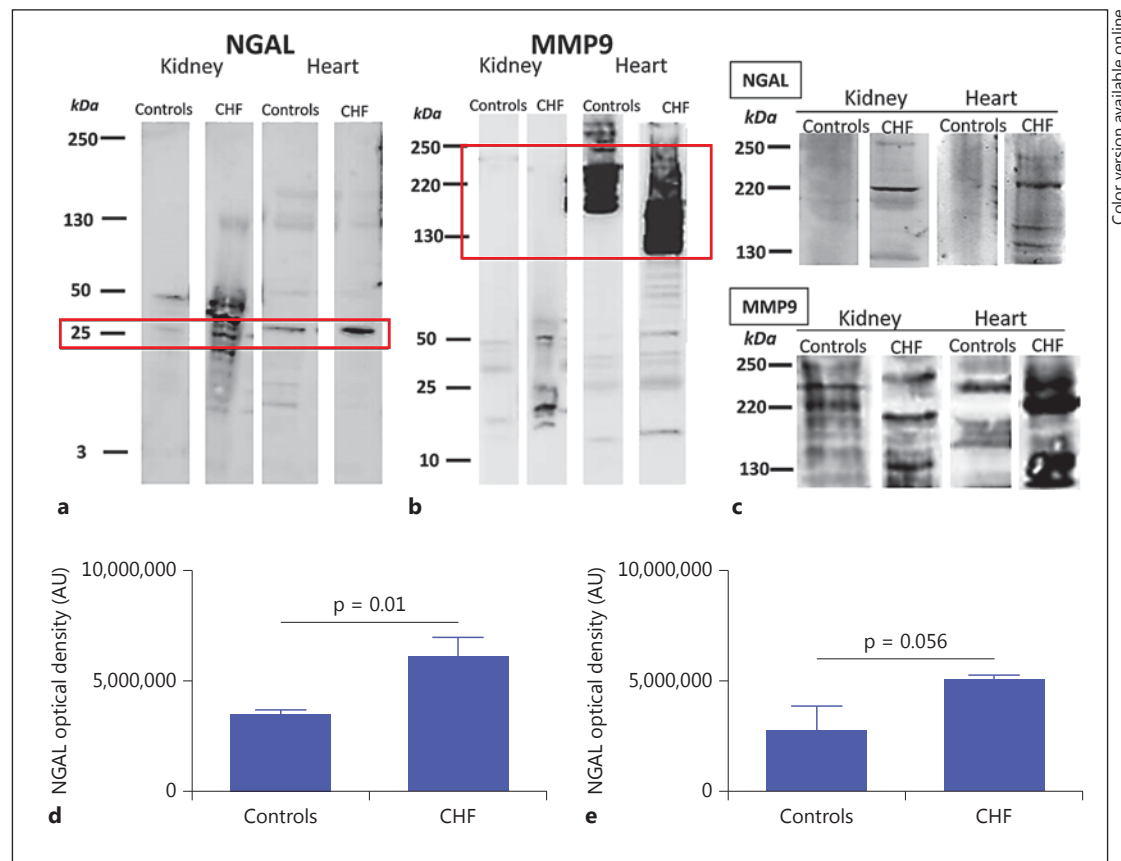 NGAL
Kidney Heart
kDa Controls CHF Controls CHF
250
130
50
25
3
a
MMP9
Kidney Heart
kDa Controls CHF Controls CHF
250
220
130
50
25
10
b
NGAL
Kidney Heart
kDa Controls CHF Controls CHF
250
220
130
MMP9
Kidney Heart
kDa Controls CHF Controls CHF
250
220
130
c
Color version available online
NGAL optical density (AU)
10,000,000
5,000,000
0
p = 0.01
Controls CHF
d
NGAL optical density (AU)
10,000,000
5,000,000
0
p = 0.056
Controls CHF
e